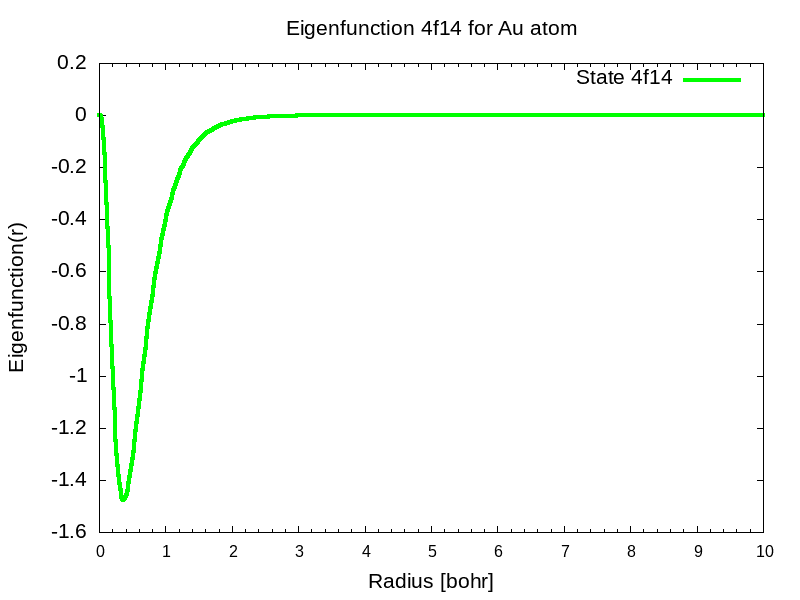 Eigenfunction 4f14 for Au atom
State 4f14
0.2
0
-0.2
-0.4
-0.6
-0.8
-1
-1.2
-1.4
-1.6
Eigenfunction(r)
0 1 2 3 4 5 6 7 8 9 10
Radius [bohr]